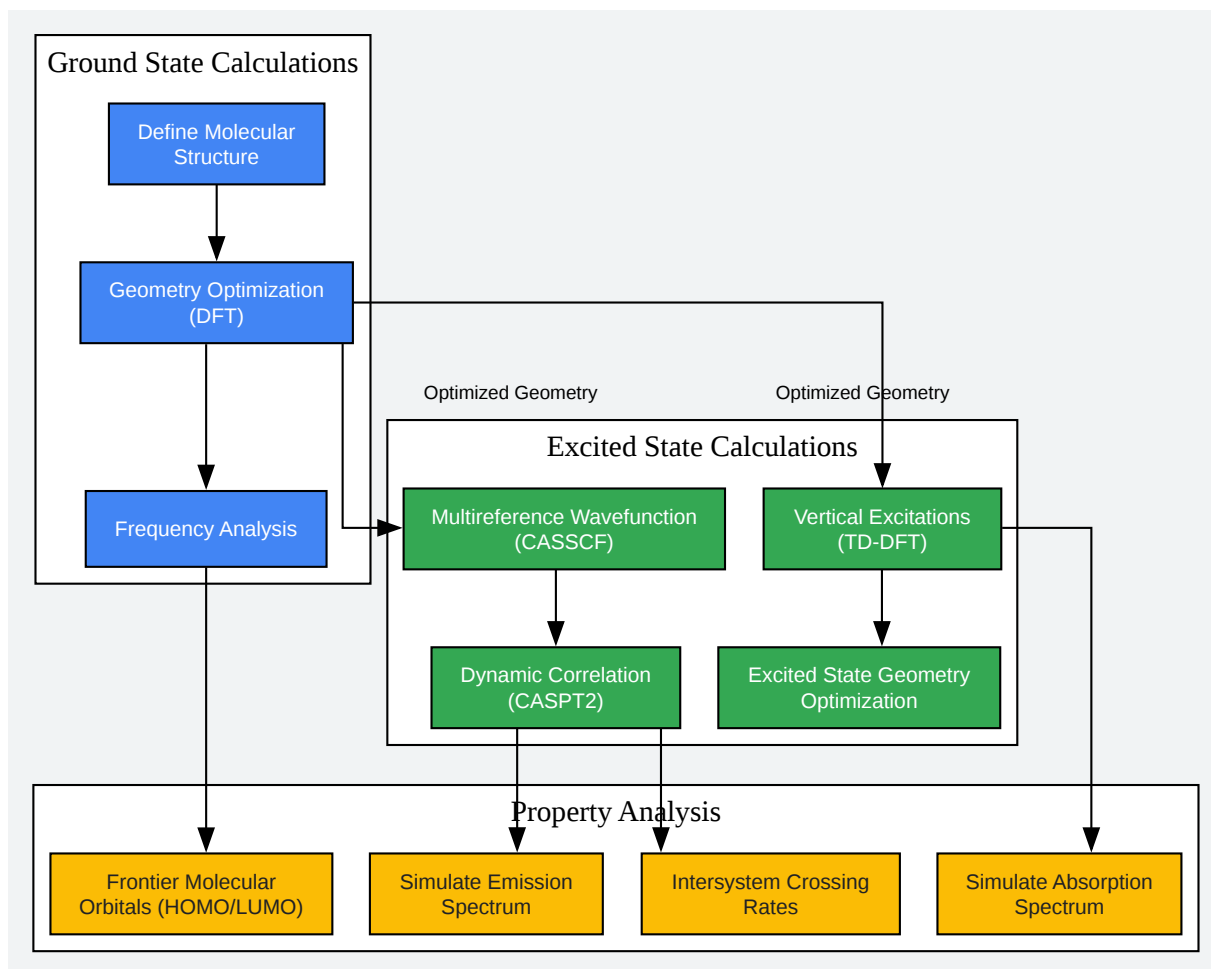 Ground State Calculations
Define Molecular
Structure
Geometry Optimization
(DFT)
Frequency Analysis
Optimized Geometry
Optimized Geometry
Excited State Calculations
Multireference Wavefunction
(CASSCF)
Vertical Excitations
(TD-DFT)
Dynamic Correlation
(CASPT2)
Excited State Geometry
Optimization
Property Analysis
Frontier Molecular
Orbitals (HOMO/LUMO)
Simulate Emission
Spectrum
Intersystem Crossing
Rates
Simulate Absorption
Spectrum